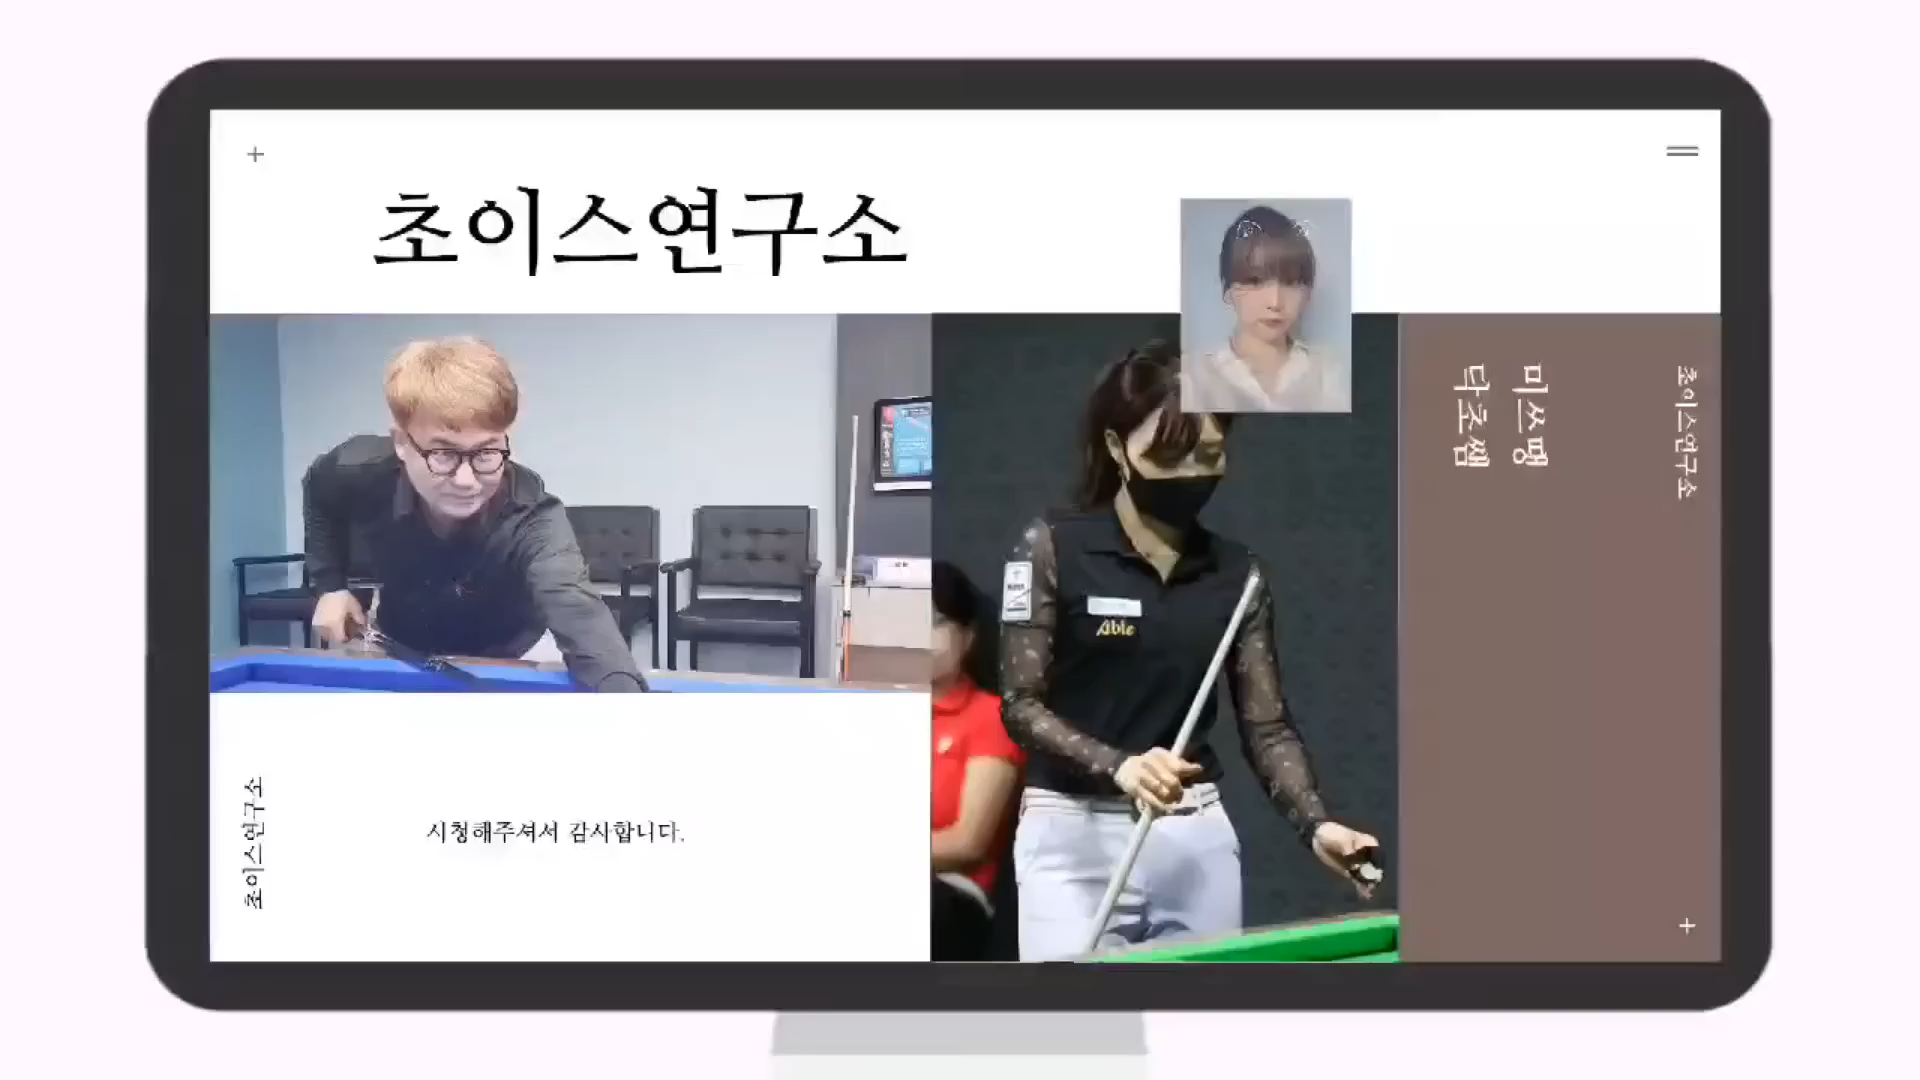 초이스연구소
Able
미쓰맹
닥초쌤
초이스연구소
초이스연구소
시청해주셔서 감사합니다.